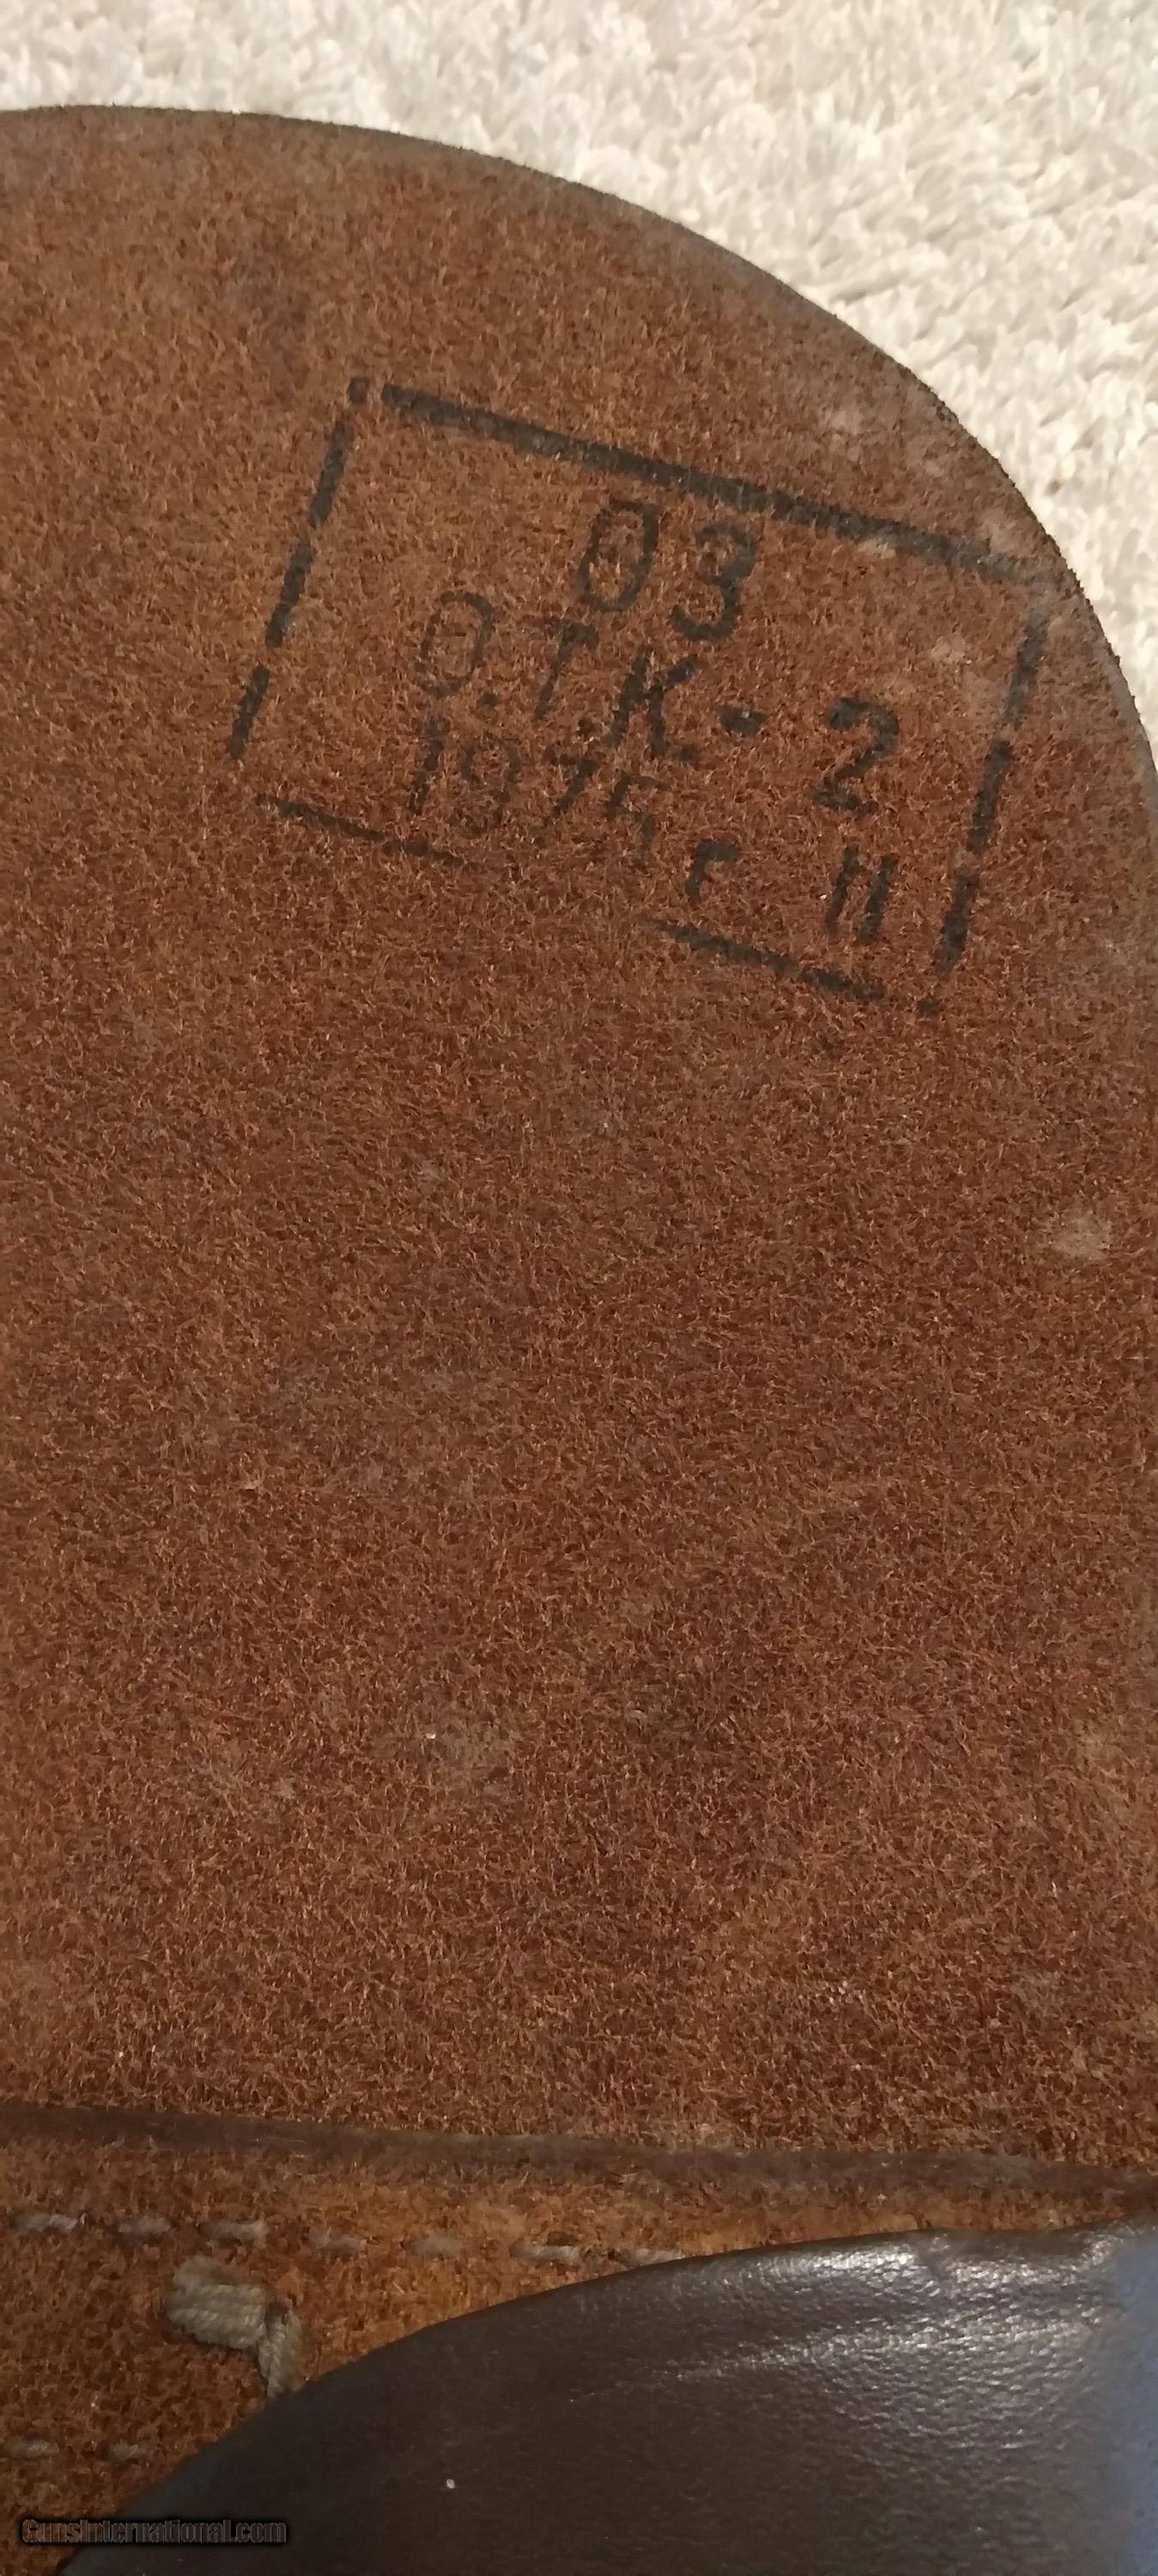 03
О.Т.К.-2
1975 г II
GunsInternational.com